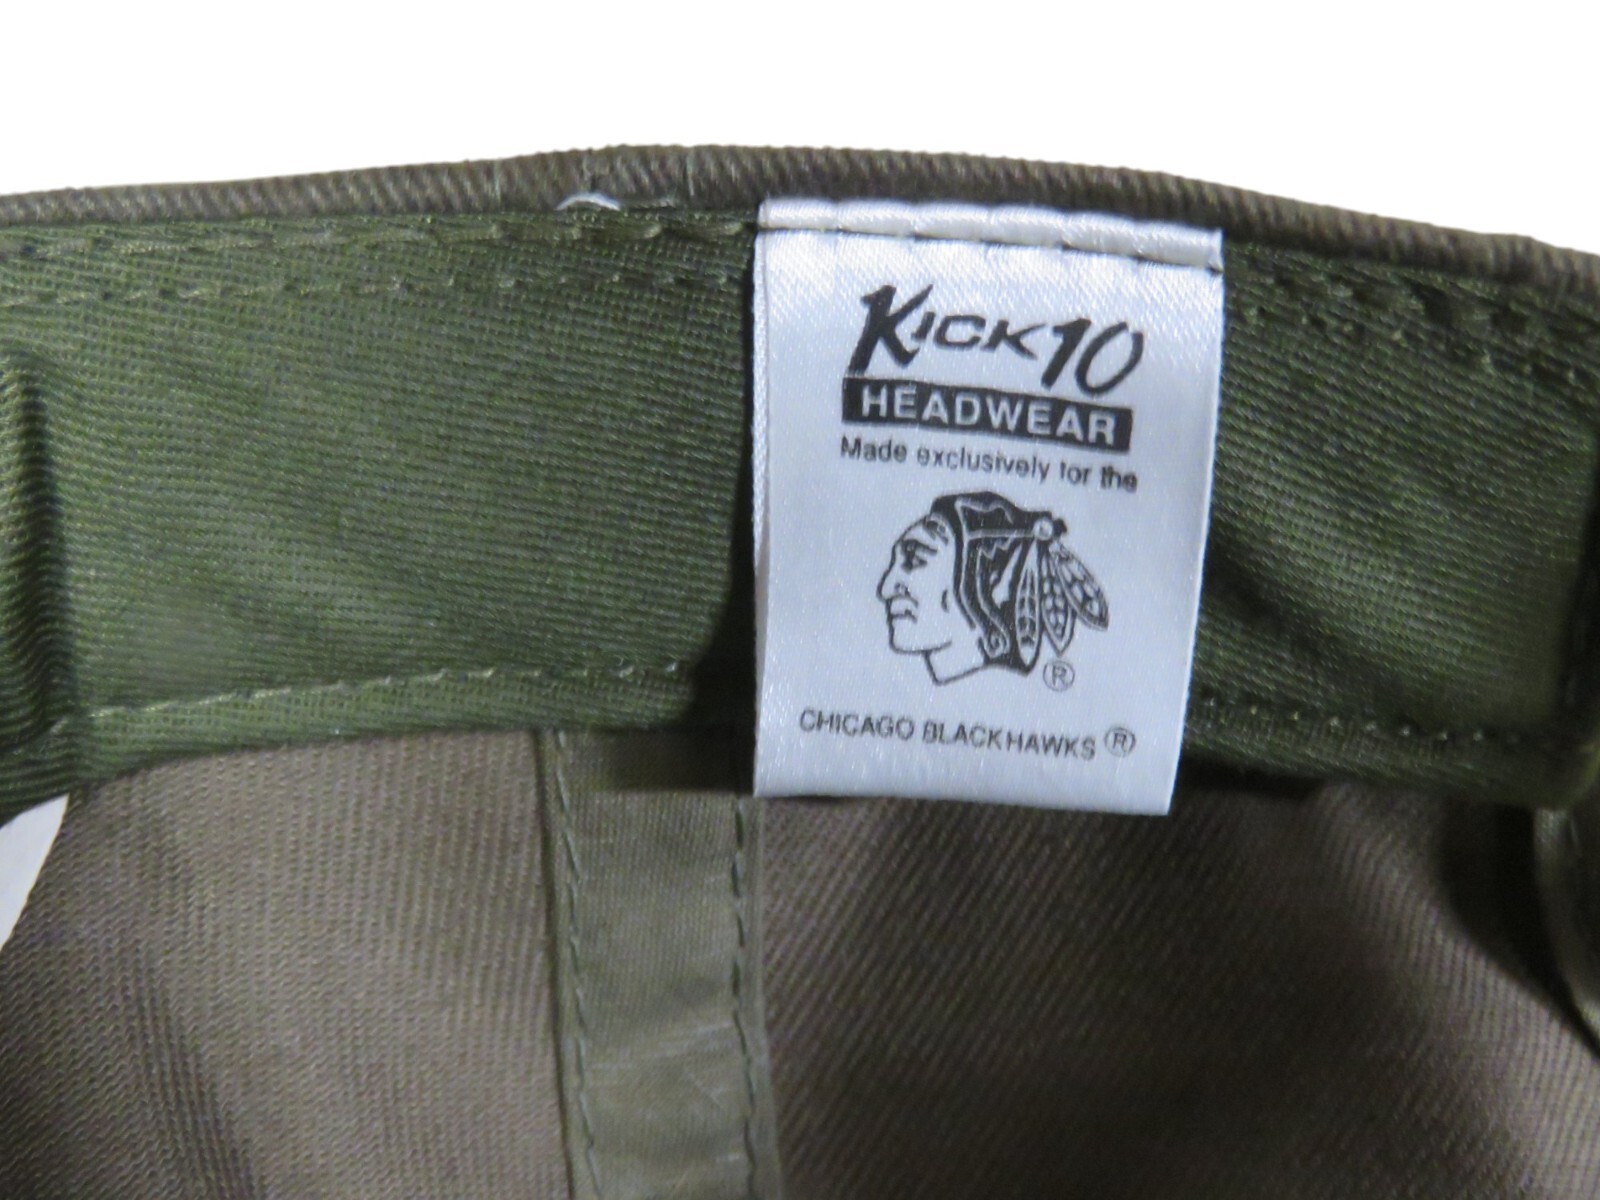 KICK10
HEADWEAR
Made exclusively for the
®
CHICAGO BLACKHAWKS ®